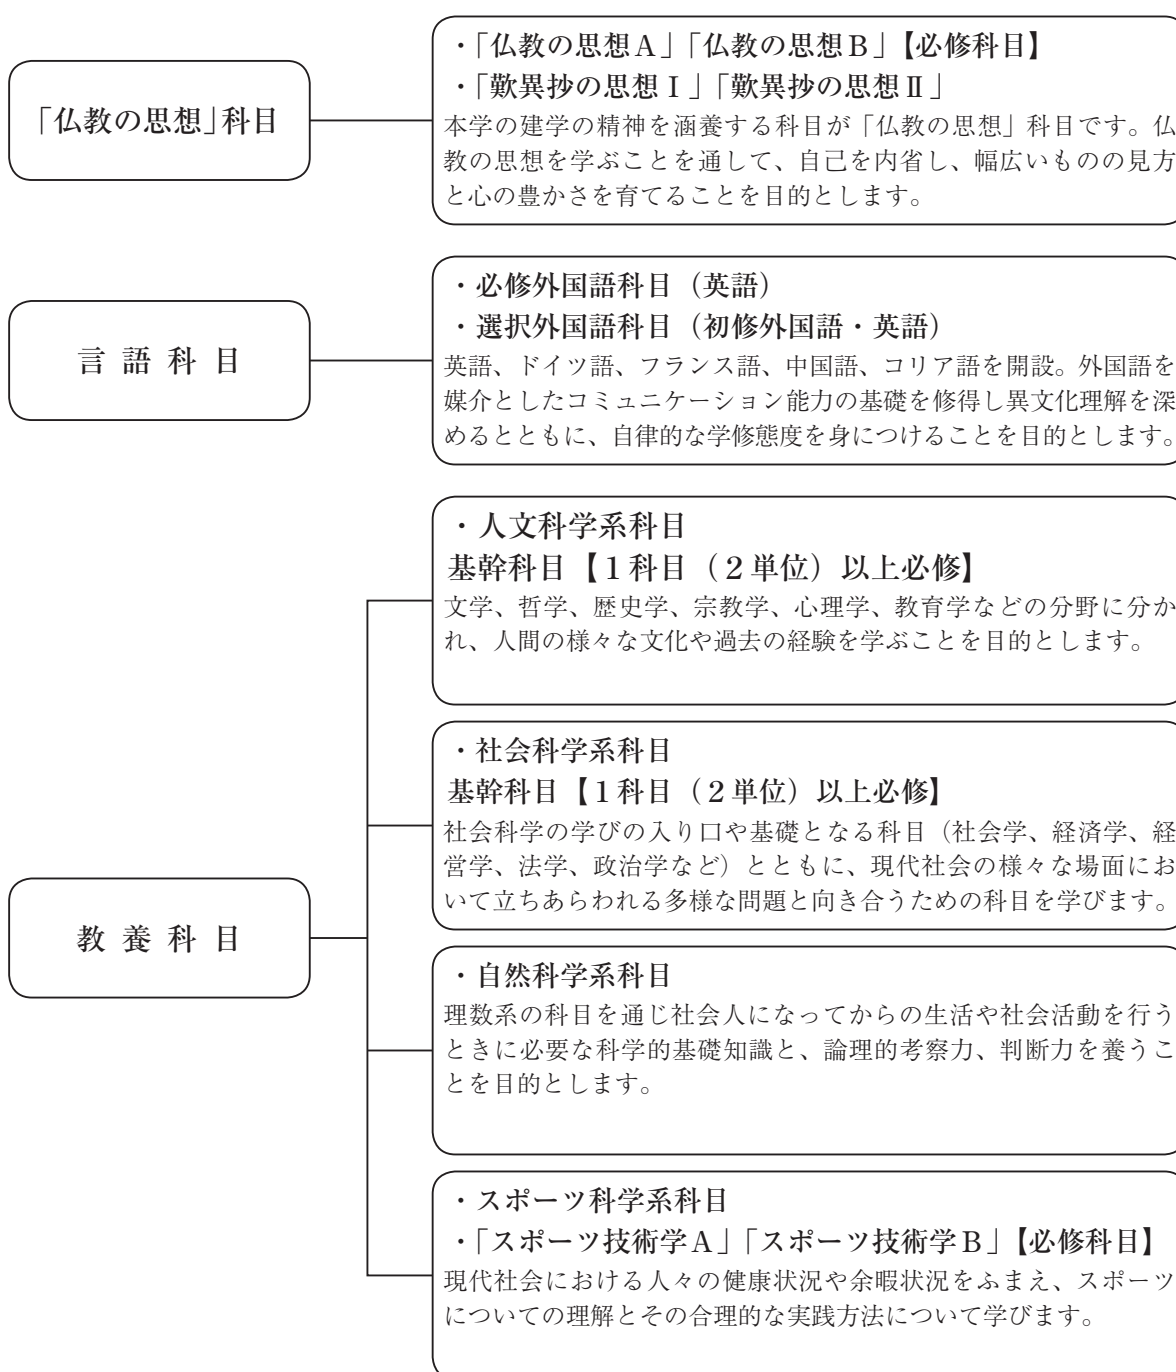 「仏教の思想」科目
・「仏教の思想A」「仏教の思想B」【必修科目】
・「歎異抄の思想Ⅰ」「歎異抄の思想Ⅱ」
本学の建学の精神を涵養する科目が「仏教の思想」科目です。仏
教の思想を学ぶことを通して、自己を内省し、幅広いものの見方
と心の豊かさを育てることを目的とします。
言語科目
・必修外国語科目（英語）
・選択外国語科目（初修外国語・英語）
英語、ドイツ語、フランス語、中国語、コリア語を開設。外国語を
媒介としたコミュニケーション能力の基礎を修得し異文化理解を深
めるとともに、自律的な学修態度を身につけることを目的とします。
教養科目
・人文科学系科目
基幹科目【１科目（２単位）以上必修】
文学、哲学、歴史学、宗教学、心理学、教育学などの分野に分か
れ、人間の様々な文化や過去の経験を学ぶことを目的とします。
・社会科学系科目
基幹科目【１科目（２単位）以上必修】
社会科学の学びの入り口や基礎となる科目（社会学、経済学、経
営学、法学、政治学など）とともに、現代社会の様々な場面にお
いて立ちあらわれる多様な問題と向き合うための科目を学びます。
・自然科学系科目
理数系の科目を通じ社会人になってからの生活や社会活動を行う
ときに必要な科学的基礎知識と、論理的考察力、判断力を養うこ
とを目的とします。
・スポーツ科学系科目
・「スポーツ技術学A」「スポーツ技術学B」【必修科目】
現代社会における人々の健康状況や余暇状況をふまえ、スポーツ
についての理解とその合理的な実践方法について学びます。